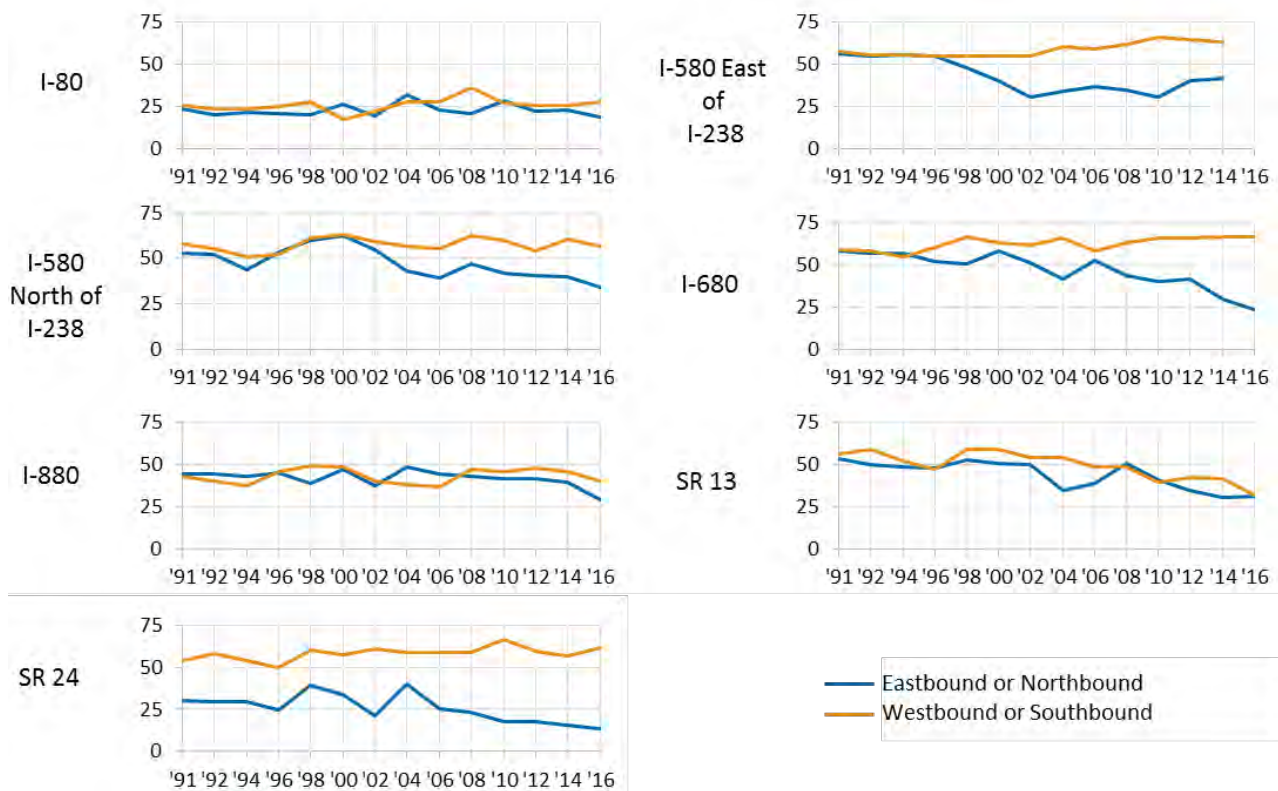 I-80
75
50
25
0
'91 '92 '94 '96 '98 '00 '02 '04 '06 '08 '10 '12 '14 '16
I-580 East
of
I-238
75
50
25
0
'91 '92 '94 '96 '98 '00 '02 '04 '06 '08 '10 '12 '14 '16
I-580
North of
I-238
75
50
25
0
'91 '92 '94 '96 '98 '00 '02 '04 '06 '08 '10 '12 '14 '16
I-680
75
50
25
0
'91 '92 '94 '96 '98 '00 '02 '04 '06 '08 '10 '12 '14 '16
I-880
75
50
25
0
'91 '92 '94 '96 '98 '00 '02 '04 '06 '08 '10 '12 '14 '16
SR 13
75
50
25
0
'91 '92 '94 '96 '98 '00 '02 '04 '06 '08 '10 '12 '14 '16
SR 24
75
50
25
0
'91 '92 '94 '96 '98 '00 '02 '04 '06 '08 '10 '12 '14 '16
Eastbound or Northbound
Westbound or Southbound